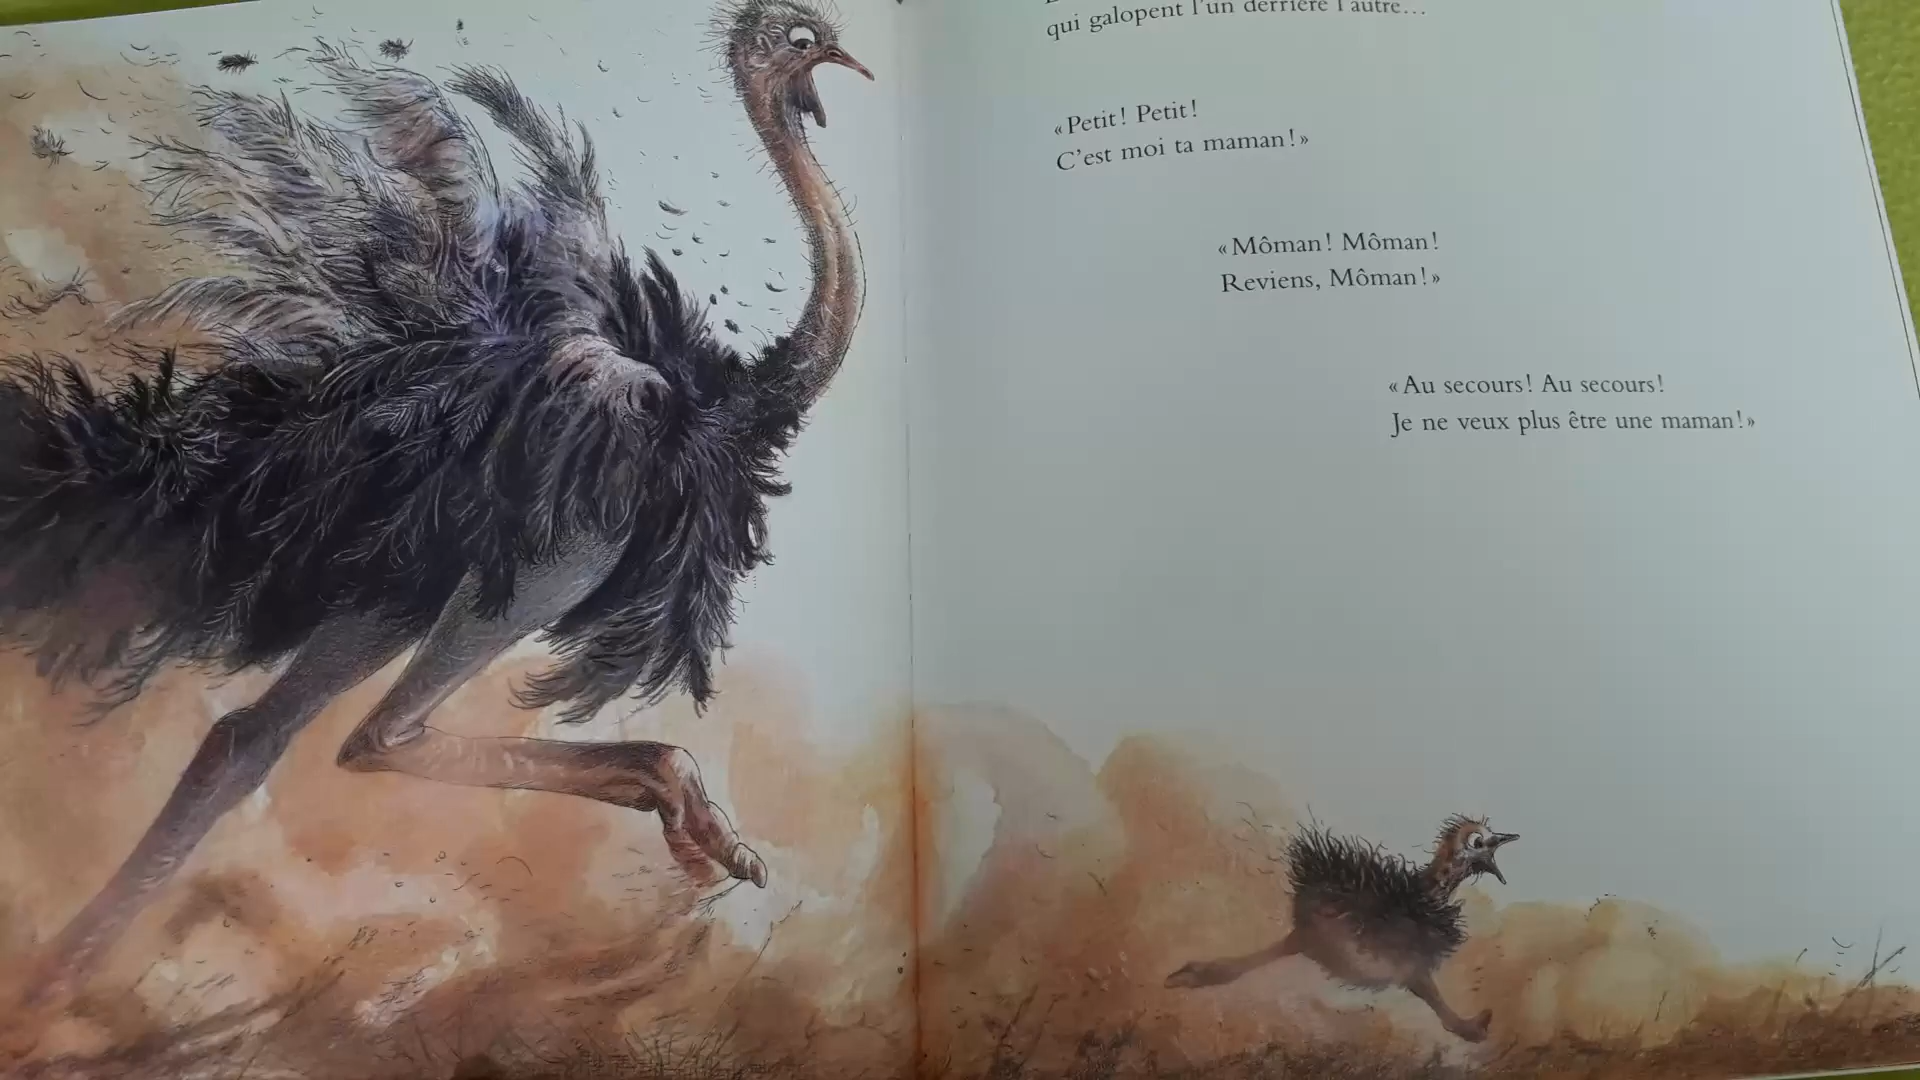 qui galopent l'un derrière l'autre…
«Petit! Petit!
C'est moi ta maman!»
«Môman! Môman!
Reviens, Môman!»
«Au secours! Au secours!
Je ne veux plus être une maman!»